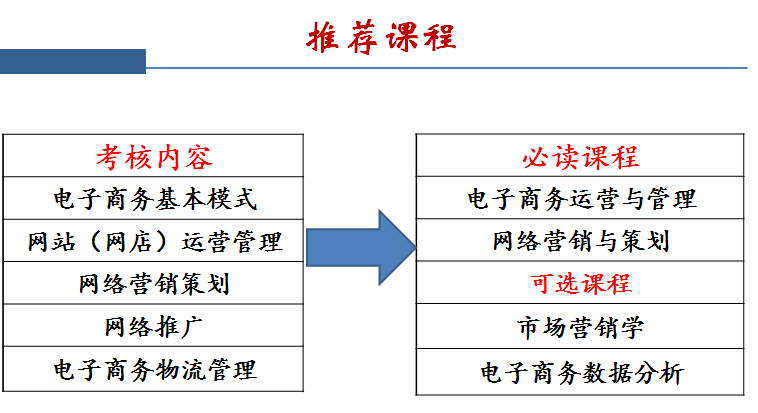 推荐课程
考核内容
电子商务基本模式
网站（网店）运营管理
网络营销策划
网络推广
电子商务物流管理
必读课程
电子商务运营与管理
网络营销与策划
可选课程
市场营销学
电子商务数据分析